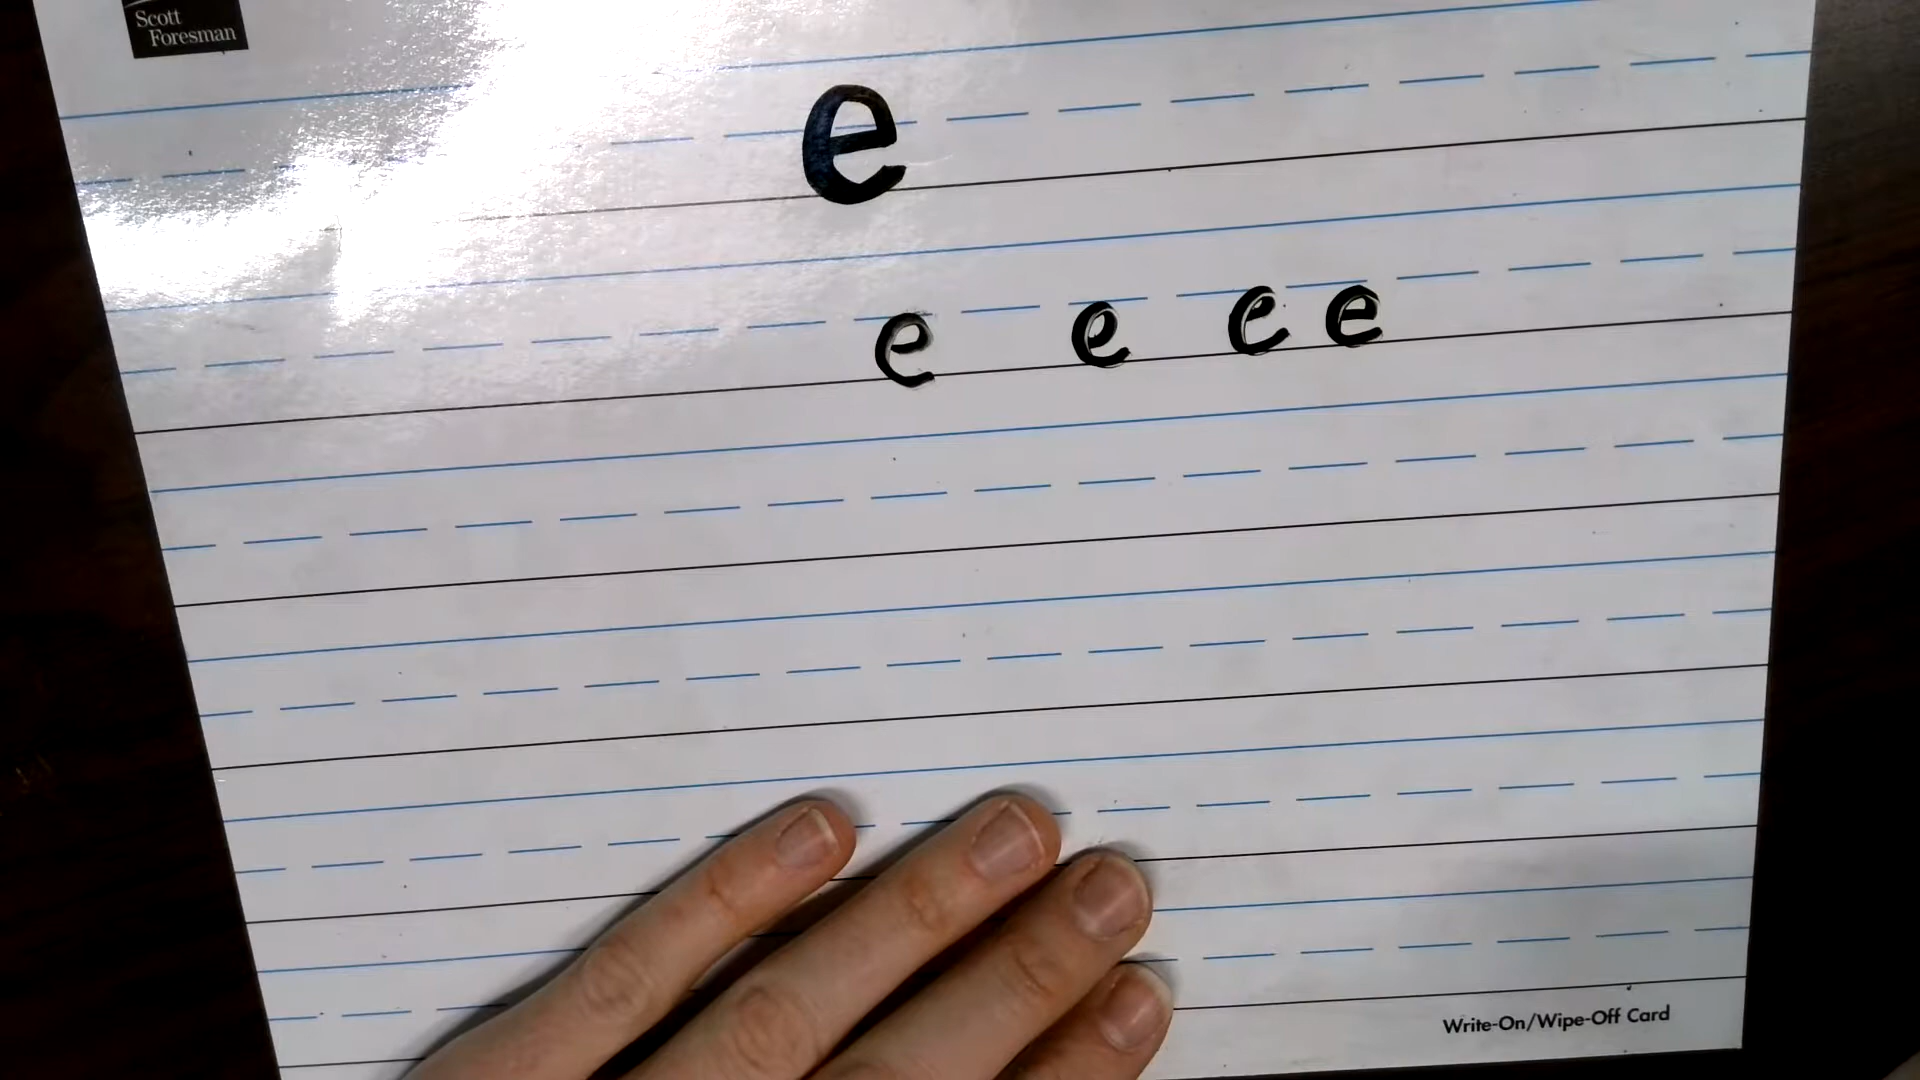 Scott
Foresman
e
e e e e
Write-On/Wipe-Off Card